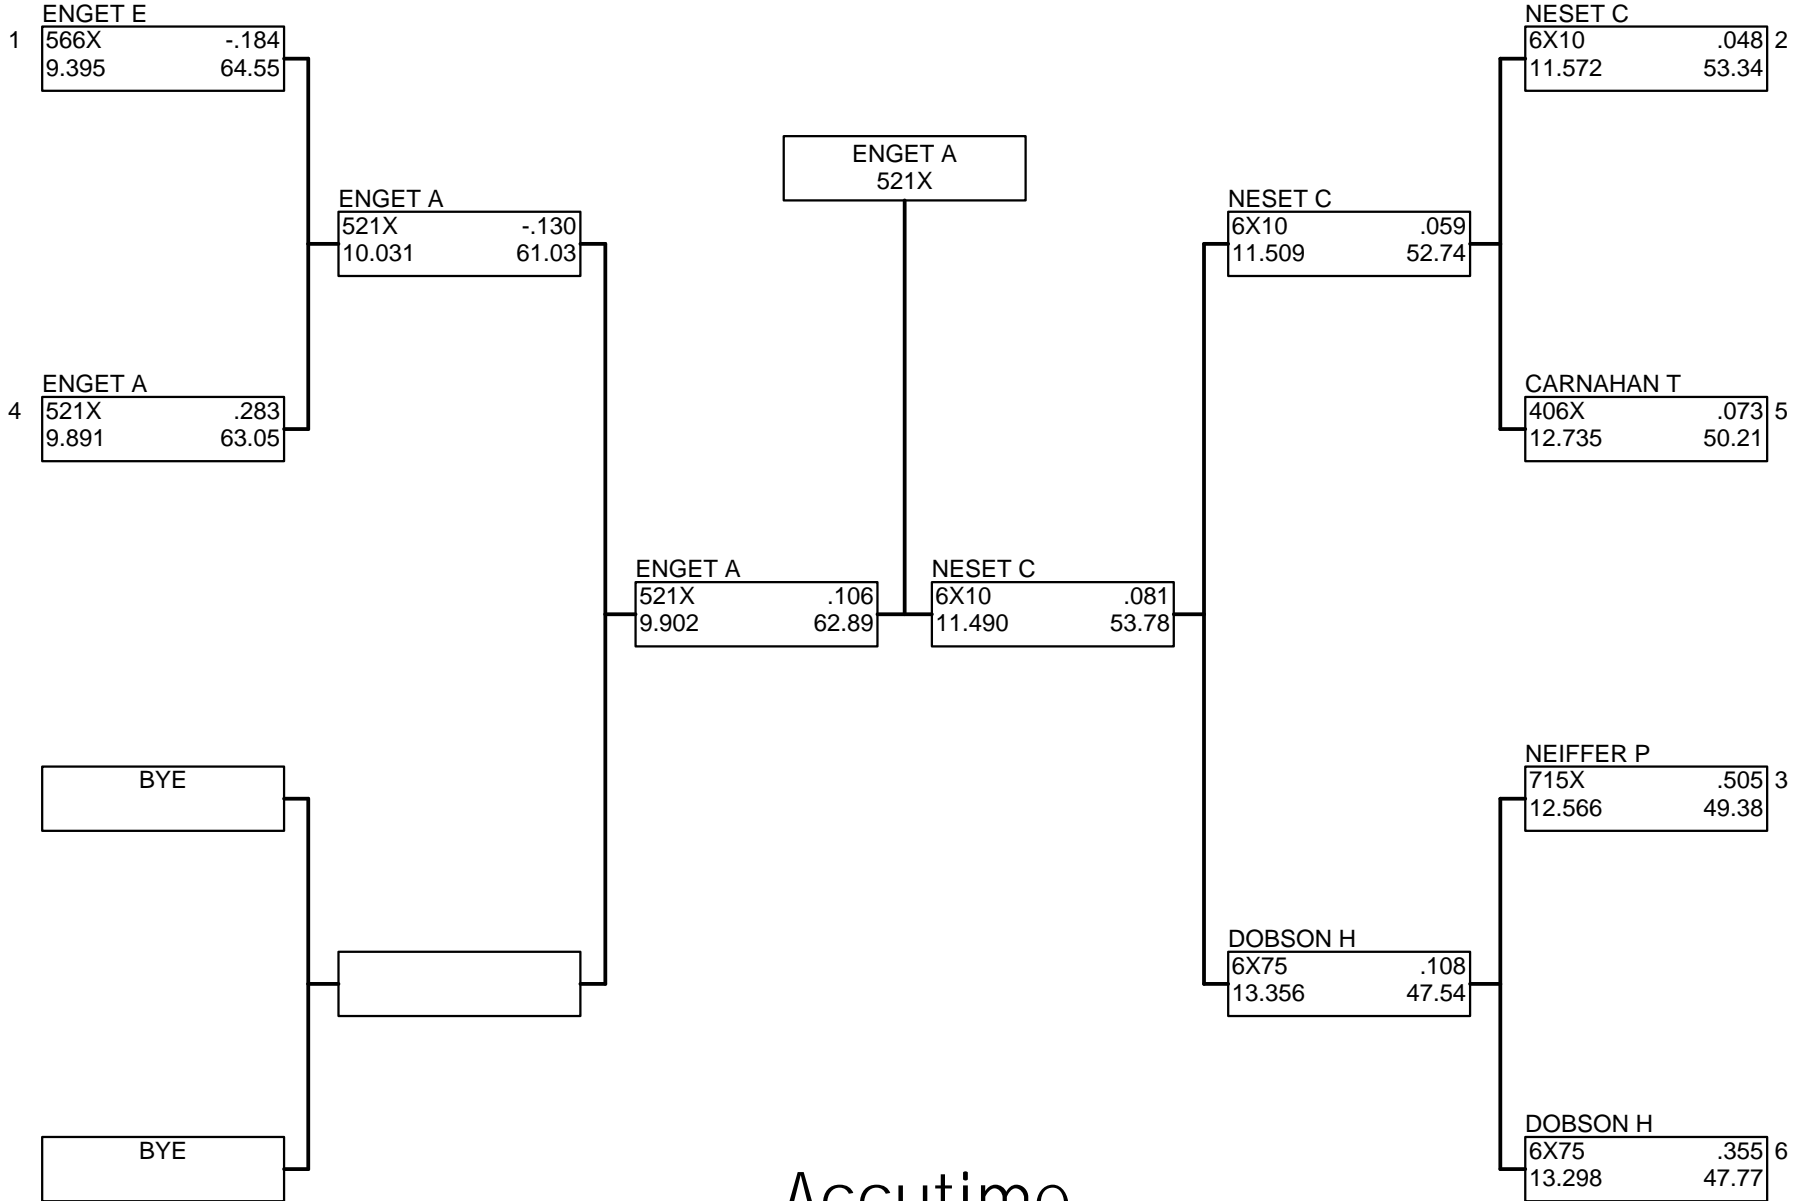 ENGET E
1 566X -.184
9.395 64.55
ENGET A
4 521X .283
9.891 63.05
BYE
BYE
ENGET A
521X -.130
10.031 61.03
ENGET A
521X .106
9.902 62.89
ENGET A
521X
NESET C
6X10 .081
11.490 53.78
NESET C
6X10 .059
11.509 52.74
DOBSON H
6X75 .108
13.356 47.54
NESET C
6X10 .048 2
11.572 53.34
CARNAHAN T
406X .073 5
12.735 50.21
NEIFFER P
715X .505 3
12.566 49.38
DOBSON H
6X75 .355 6
13.298 47.77
Accutime